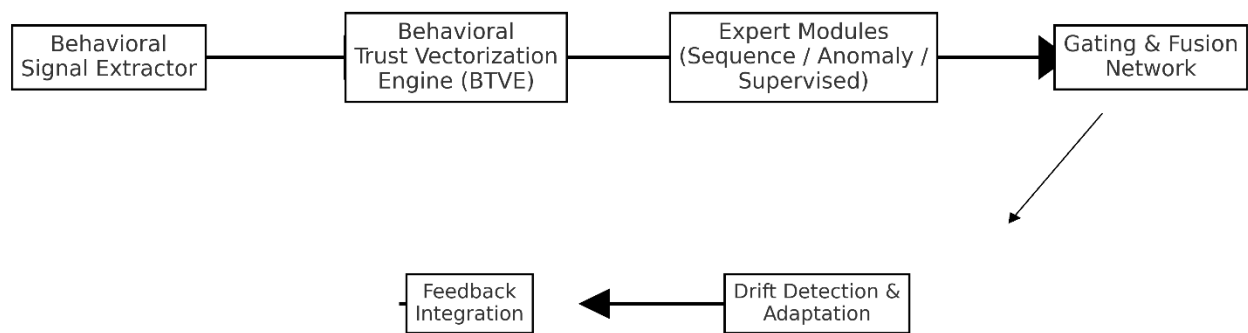 Behavioral
Signal Extractor
Behavioral
Trust Vectorization
Engine (BTVE)
Expert Modules
(Sequence / Anomaly /
Supervised)
Gating & Fusion
Network
Feedback
Integration
Drift Detection &
Adaptation